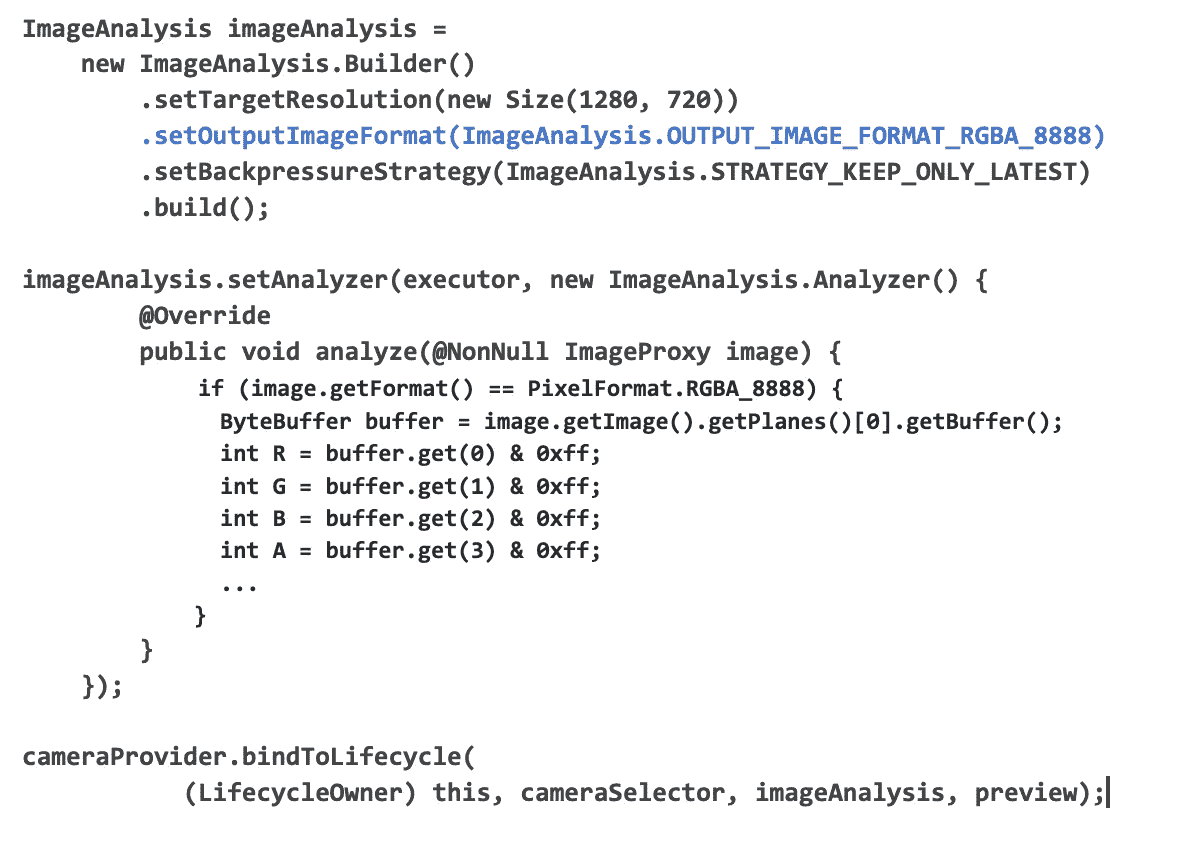 ImageAnalysis imageAnalysis =
    new ImageAnalysis.Builder()
        .setTargetResolution(new Size(1280, 720))
        .setOutputImageFormat(ImageAnalysis.OUTPUT_IMAGE_FORMAT_RGBA_8888)
        .setBackpressureStrategy(ImageAnalysis.STRATEGY_KEEP_ONLY_LATEST)
        .build();

imageAnalysis.setAnalyzer(executor, new ImageAnalysis.Analyzer() {
        @Override
        public void analyze(@NonNull ImageProxy image) {
            if (image.getFormat() == PixelFormat.RGBA_8888) {
              ByteBuffer buffer = image.getImage().getPlanes()[0].getBuffer();
              int R = buffer.get(0) & 0xff;
              int G = buffer.get(1) & 0xff;
              int B = buffer.get(2) & 0xff;
              int A = buffer.get(3) & 0xff;
              ...
            }
        }
    });

cameraProvider.bindToLifecycle(
           (LifecycleOwner) this, cameraSelector, imageAnalysis, preview);